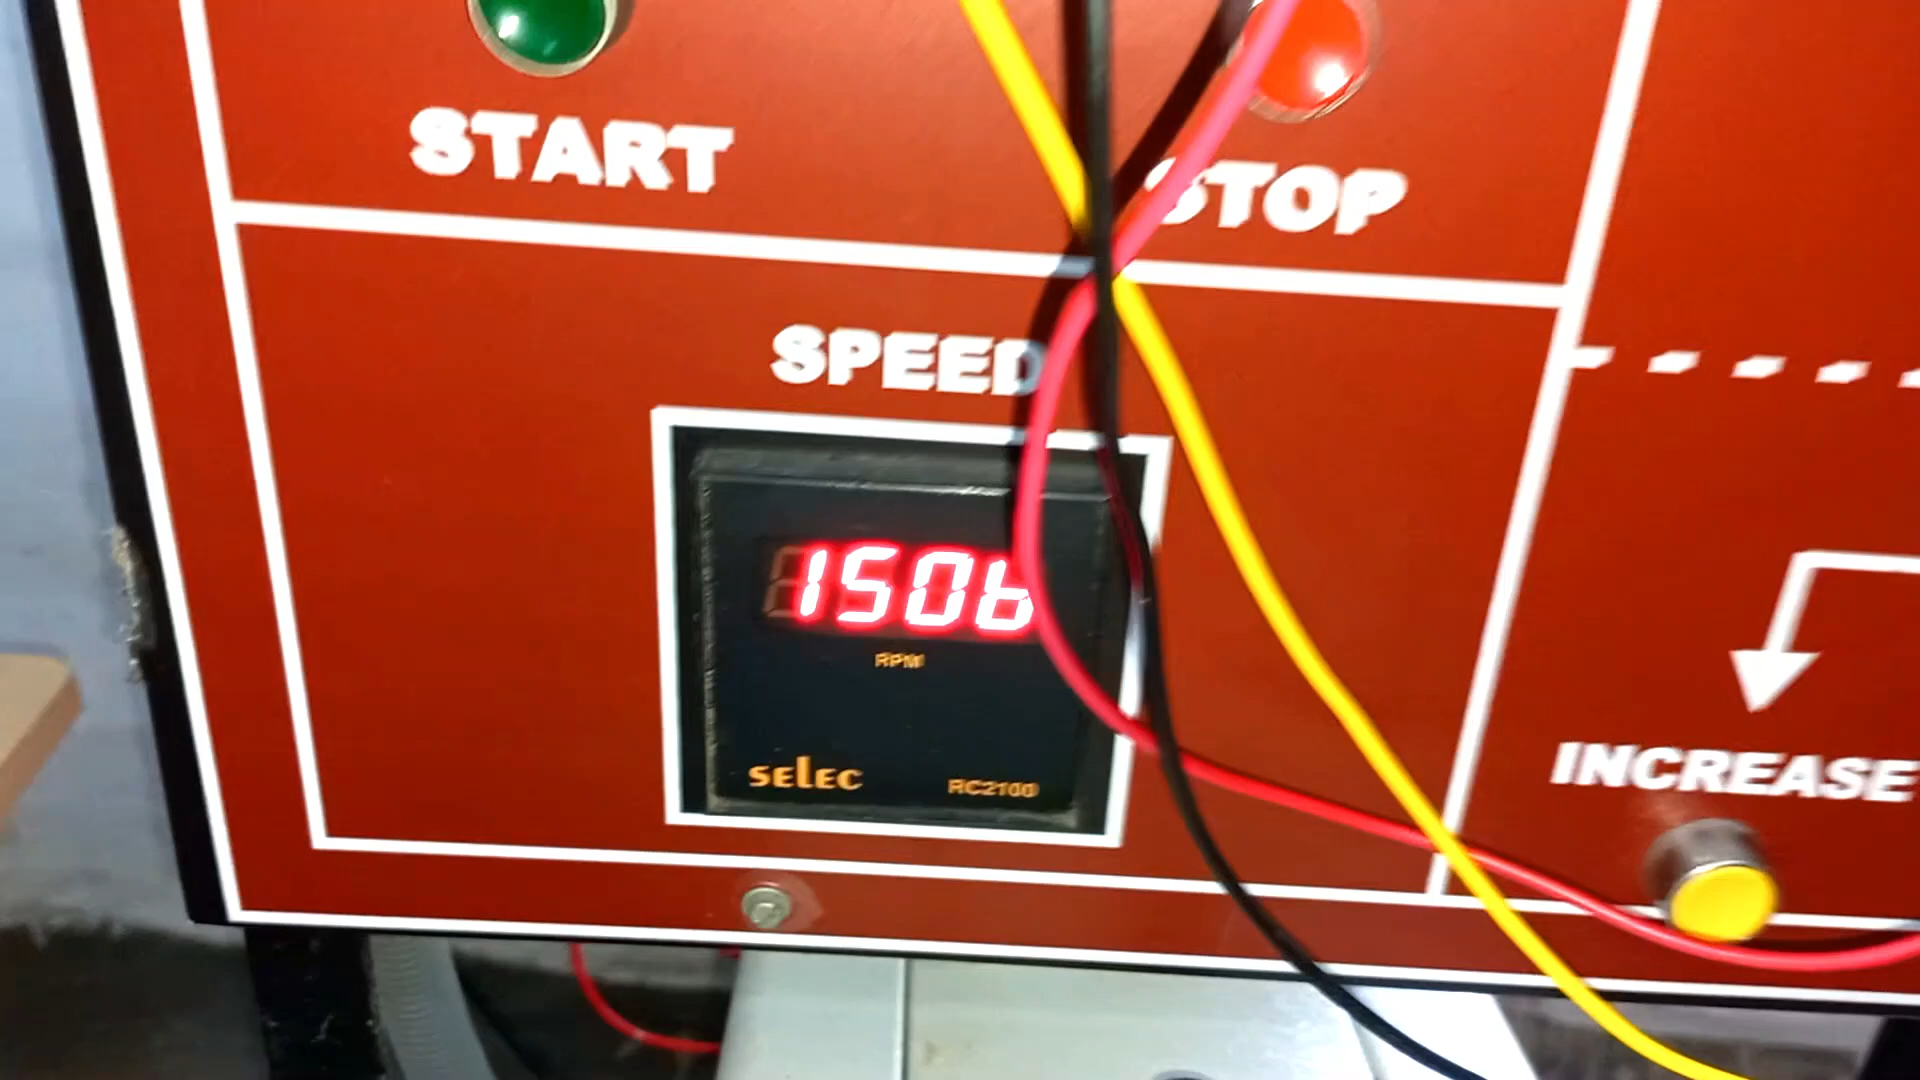 START
STOP
SPEED
1506
RPM
selec
RC2100
INCREASE